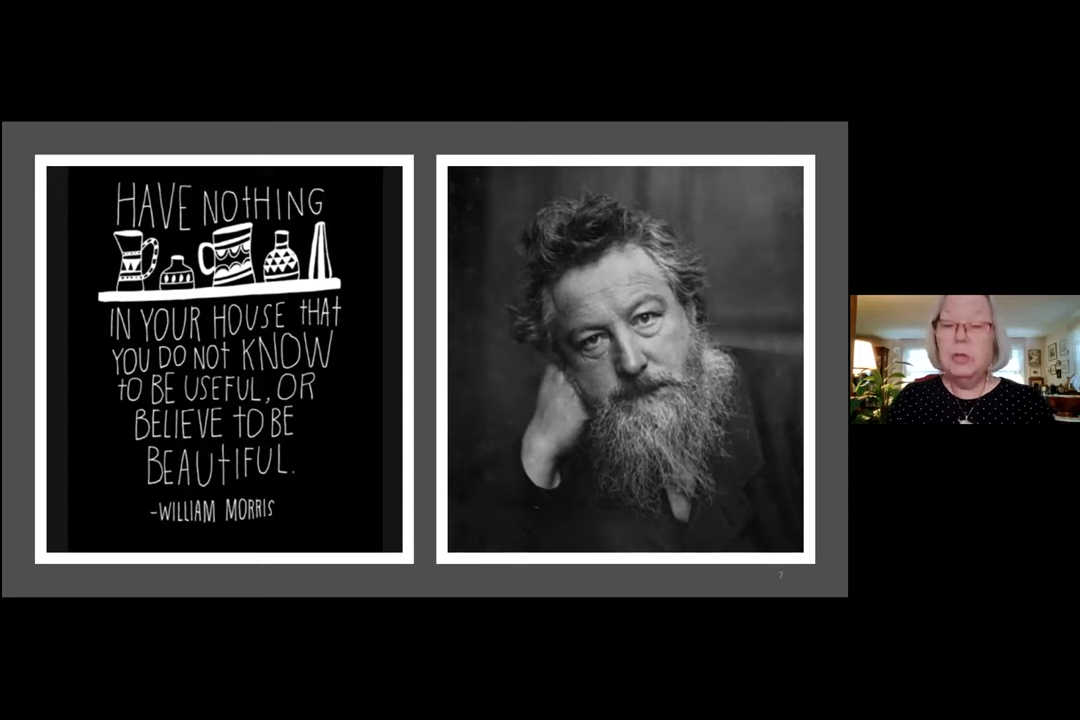 HAVE NOtHING
IN YOUR HOUSE tHAt
YOU DO NOt KNOW
tO BE USEFUL, OR
BELIEVE tO BE
BEAUtIFUL.
-WILLIAM MORRIS
7